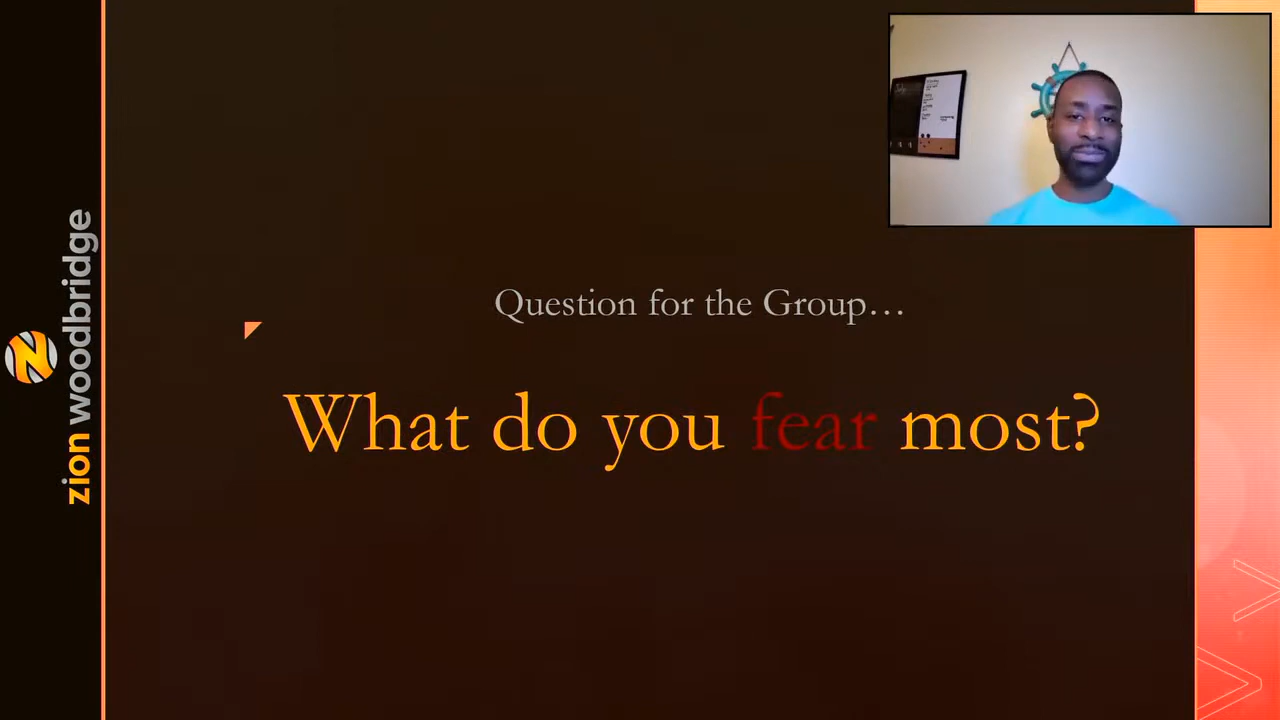 zion woodbridge
Question for the Group…
What do you fear most?